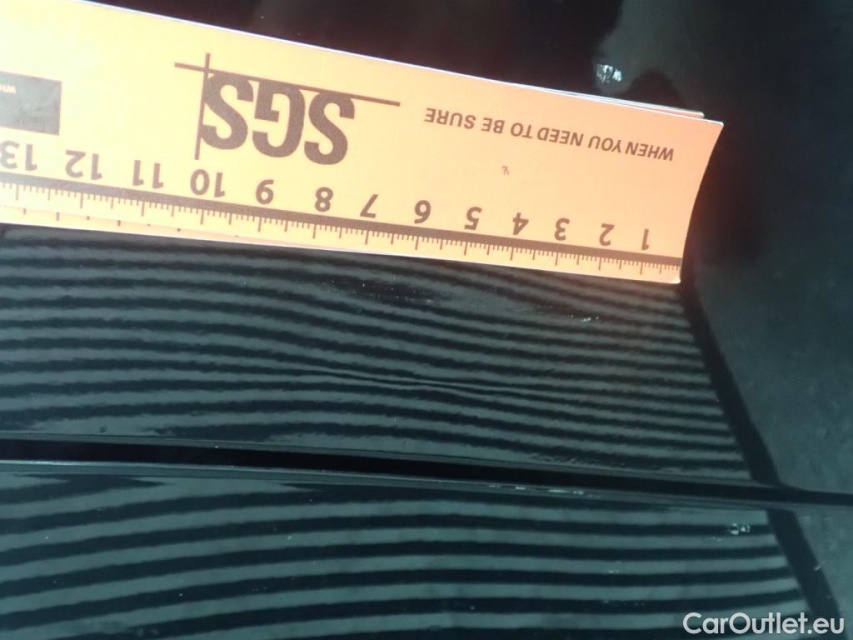 SGS
WHEN YOU NEED TO BE SURE
1 2 3 4 5 6 7 8 9 10 11 12 13
CarOutlet.eu